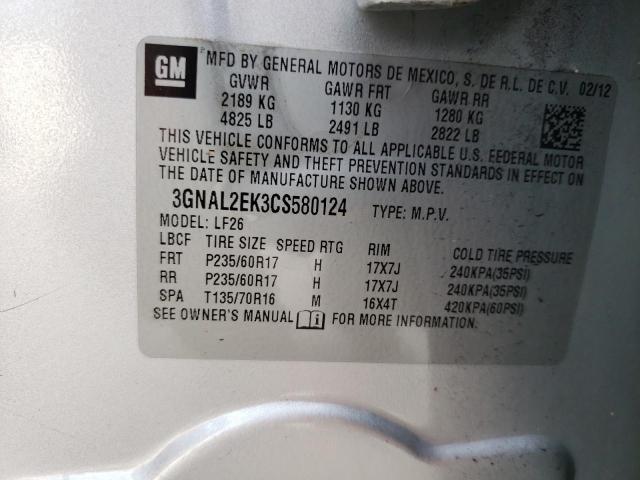 GM
MFD BY GENERAL MOTORS DE MEXICO, S. DE R.L. DE C.V. 02/12
GVWR GAWR FRT GAWR RR
2189 KG 1130 KG 1280 KG
4825 LB 2491 LB 2822 LB
THIS VEHICLE CONFORMS TO ALL APPLICABLE U.S. FEDERAL MOTOR
VEHICLE SAFETY AND THEFT PREVENTION STANDARDS IN EFFECT ON
THE DATE OF MANUFACTURE SHOWN ABOVE.
3GNAL2EK3CS580124 TYPE: M.P.V.
MODEL: LF26
LBCF TIRE SIZE SPEED RTG RIM COLD TIRE PRESSURE
FRT P235/60R17 H 17X7J 240KPA(35PSI)
RR P235/60R17 H 17X7J 240KPA(35PSI)
SPA T135/70R16 M 16X4T 420KPA(60PSI)
SEE OWNER'S MANUAL i FOR MORE INFORMATION.